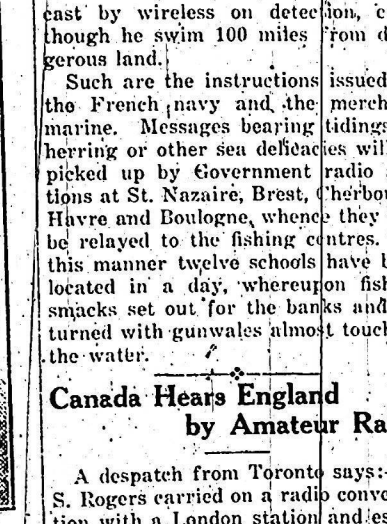 cast by wireless on detection, c
though he swim 100 miles from d
gerous land.
Such are the instructions issued
the French navy and the merch
marine. Messages bearing tidings
herring or other sea delicacies wil
picked up by Government radio s
tions at St. Nazaire, Brest, Cherbou
Havre and Boulogne, whence they
be relayed to the fishing centres.
this manner twelve schools have b
located in a day, whereupon fish
smacks set out for the banks and
turned with gunwales almost touch
the water.
Canada Hears England
by Amateur Ra
A despatch from Toronto says:-
S. Rogers carried on a radio conve
tion with a London station and es